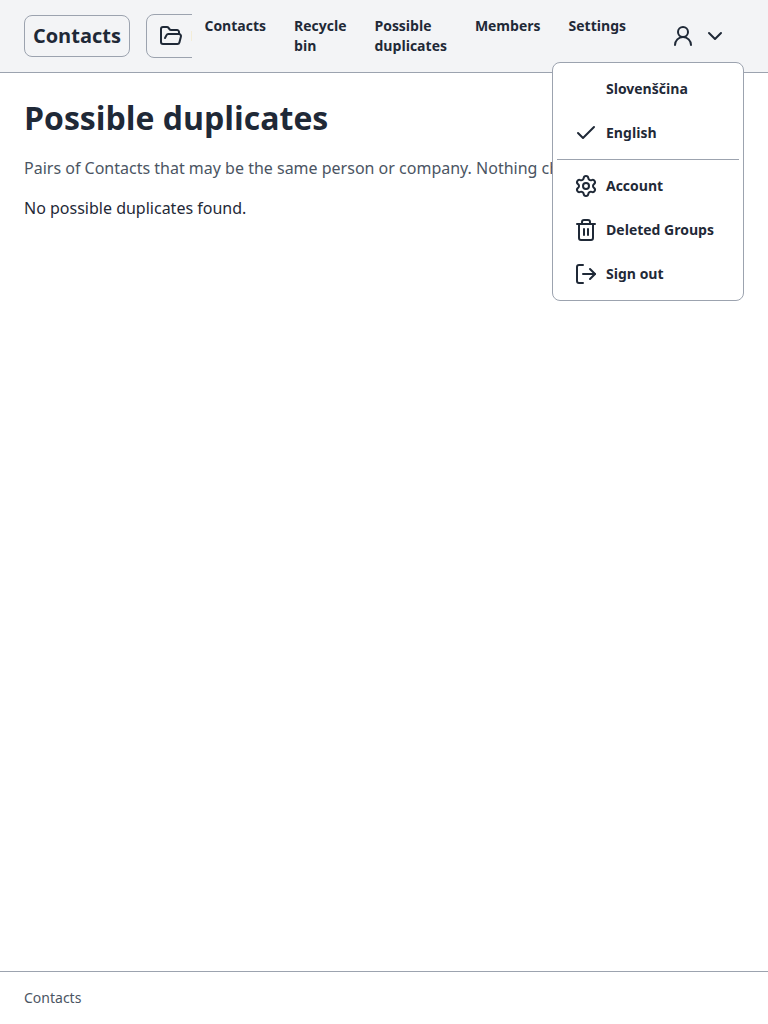 Contacts
Contacts
Recycle bin
Possible duplicates
Members
Settings
Slovenščina
English
Account
Deleted Groups
Sign out
Possible duplicates
Pairs of Contacts that may be the same person or company. Nothing
No possible duplicates found.
Contacts